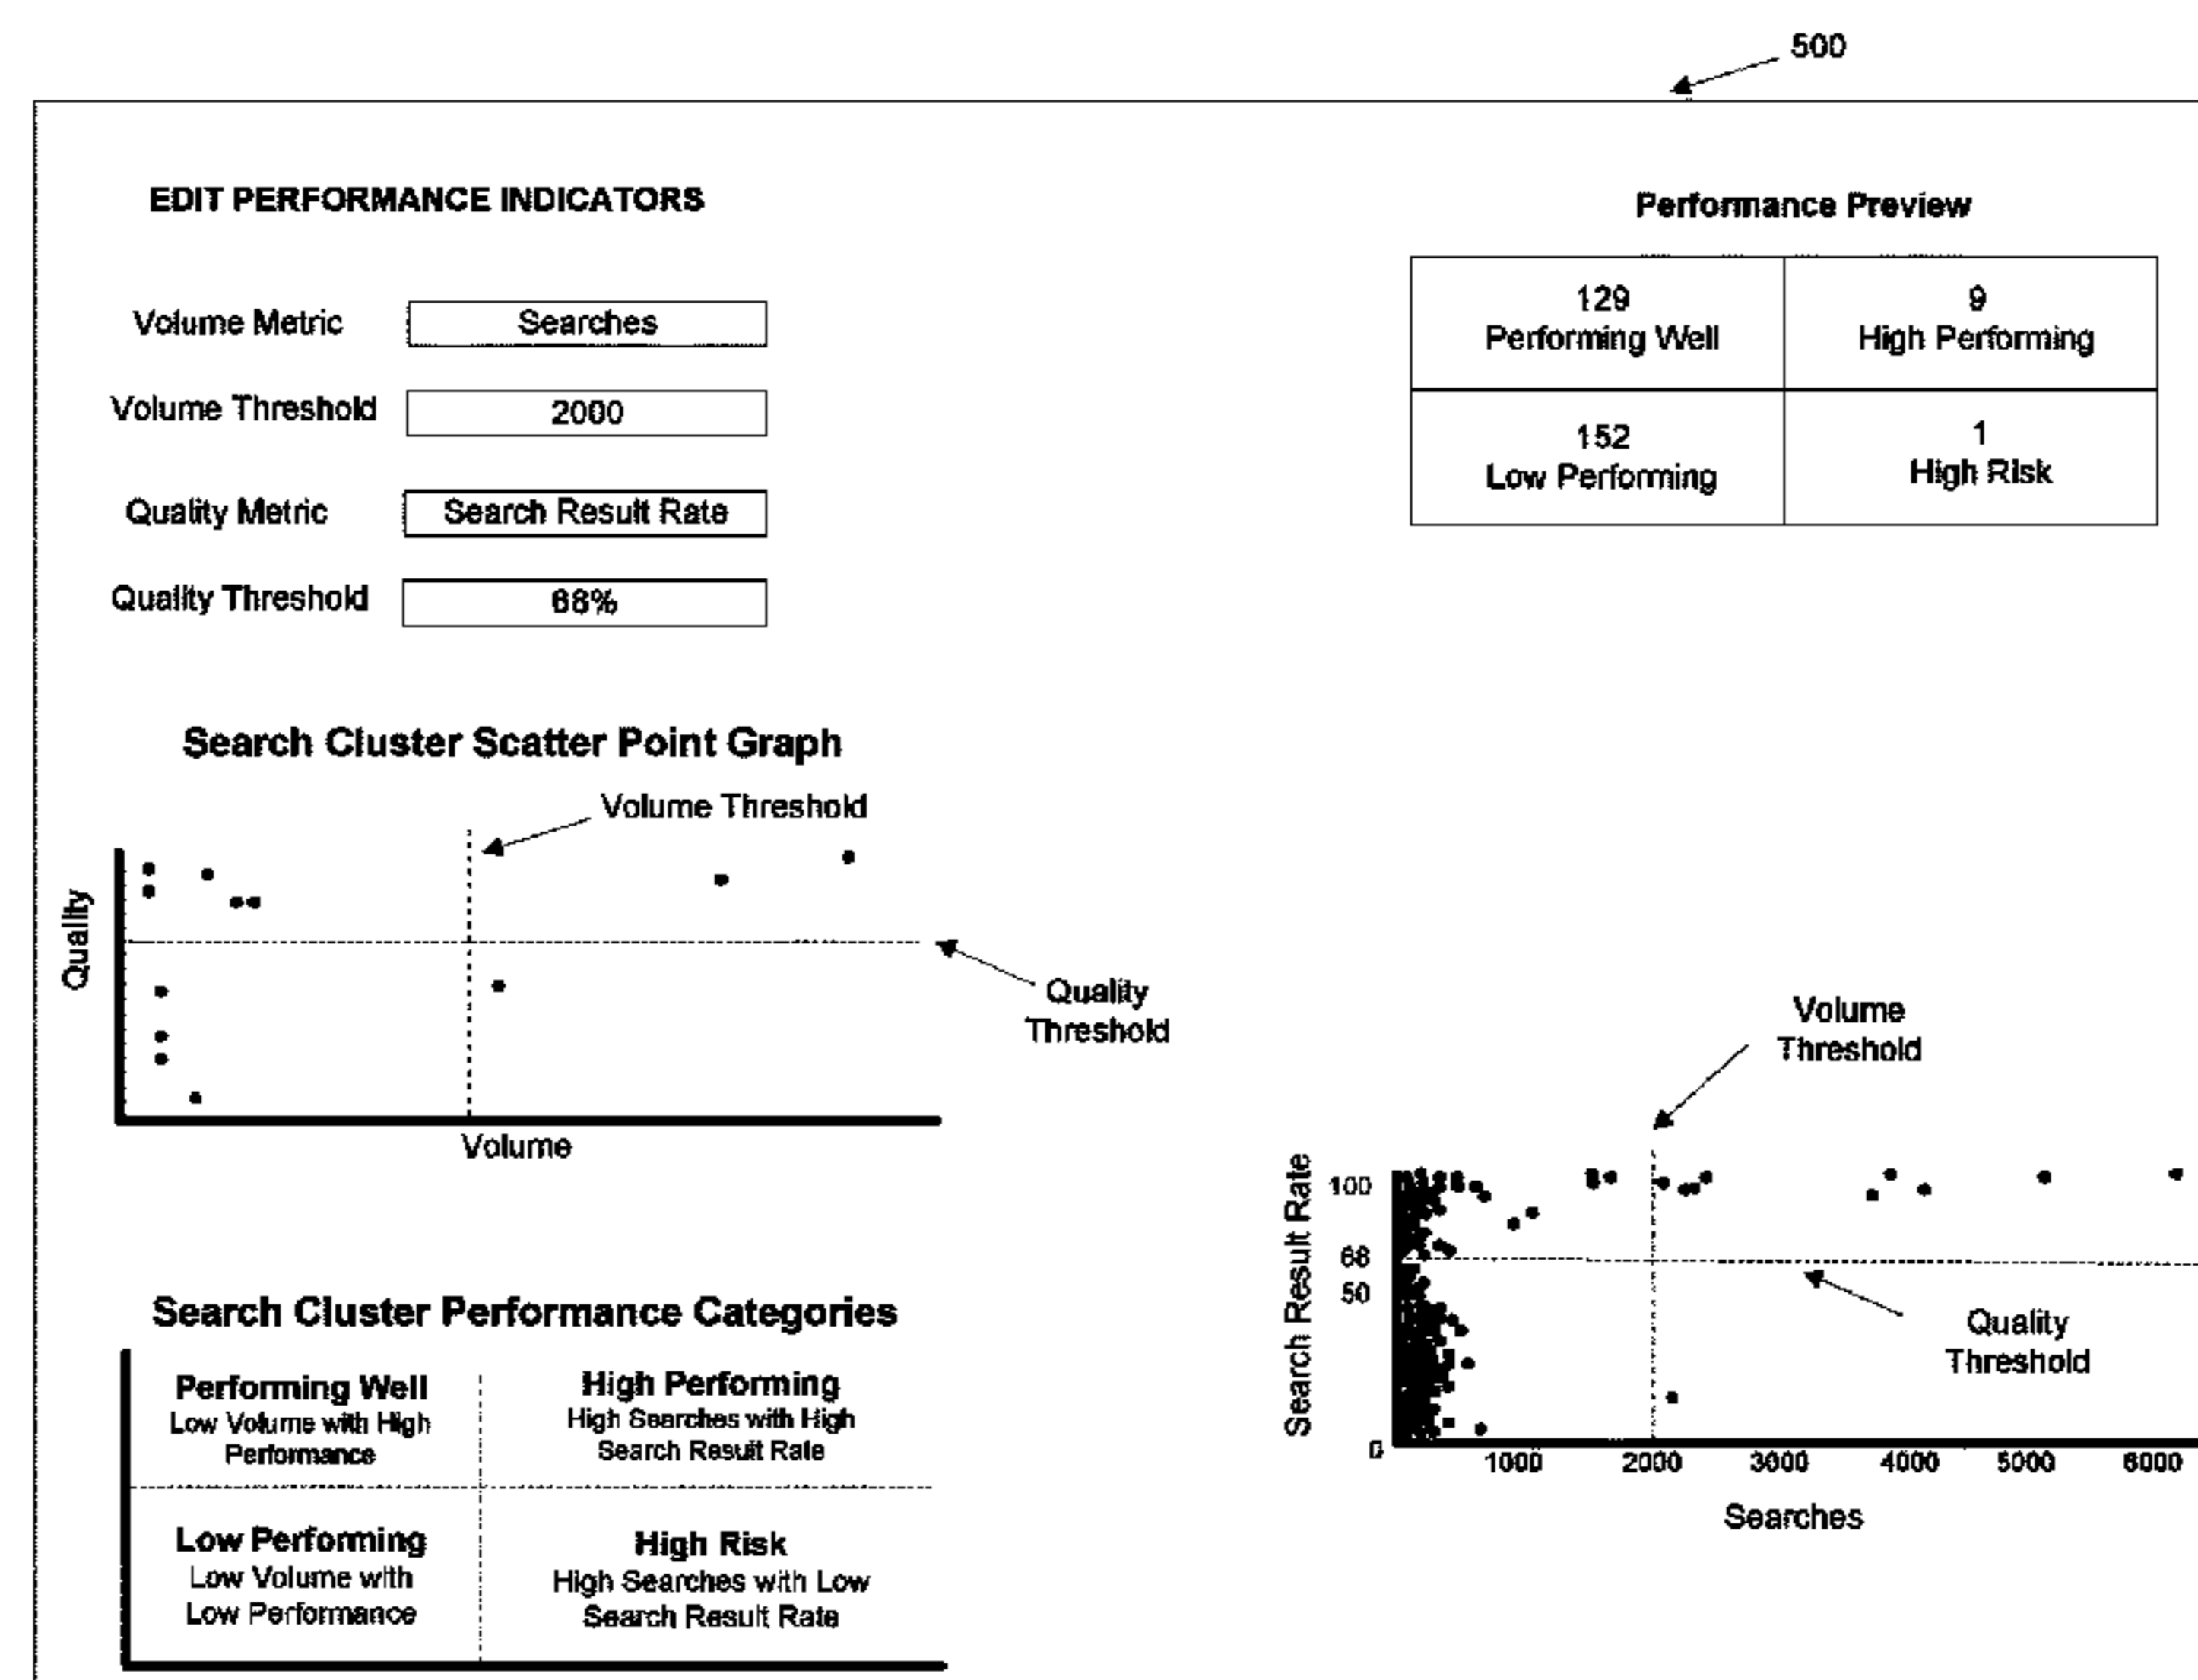 500
EDIT PERFORMANCE INDICATORS
Volume Metric
Searches
Volume Threshold
2000
Quality Metric
Search Result Rate
Quality Threshold
68%
Performance Preview
129
Performing Well
9
High Performing
152
Low Performing
1
High Risk
Search Cluster Scatter Point Graph
Volume Threshold
Quality
Quality
Threshold
Volume
Search Cluster Performance Categories
Performing Well
Low Volume with High
Performance
High Performing
High Searches with High
Search Result Rate
Low Performing
Low Volume with
Low Performance
High Risk
High Searches with Low
Search Result Rate
Volume
Threshold
Search Result Rate
100
68
50
0
Quality
Threshold
1000 2000 3000 4000 5000 6000
Searches